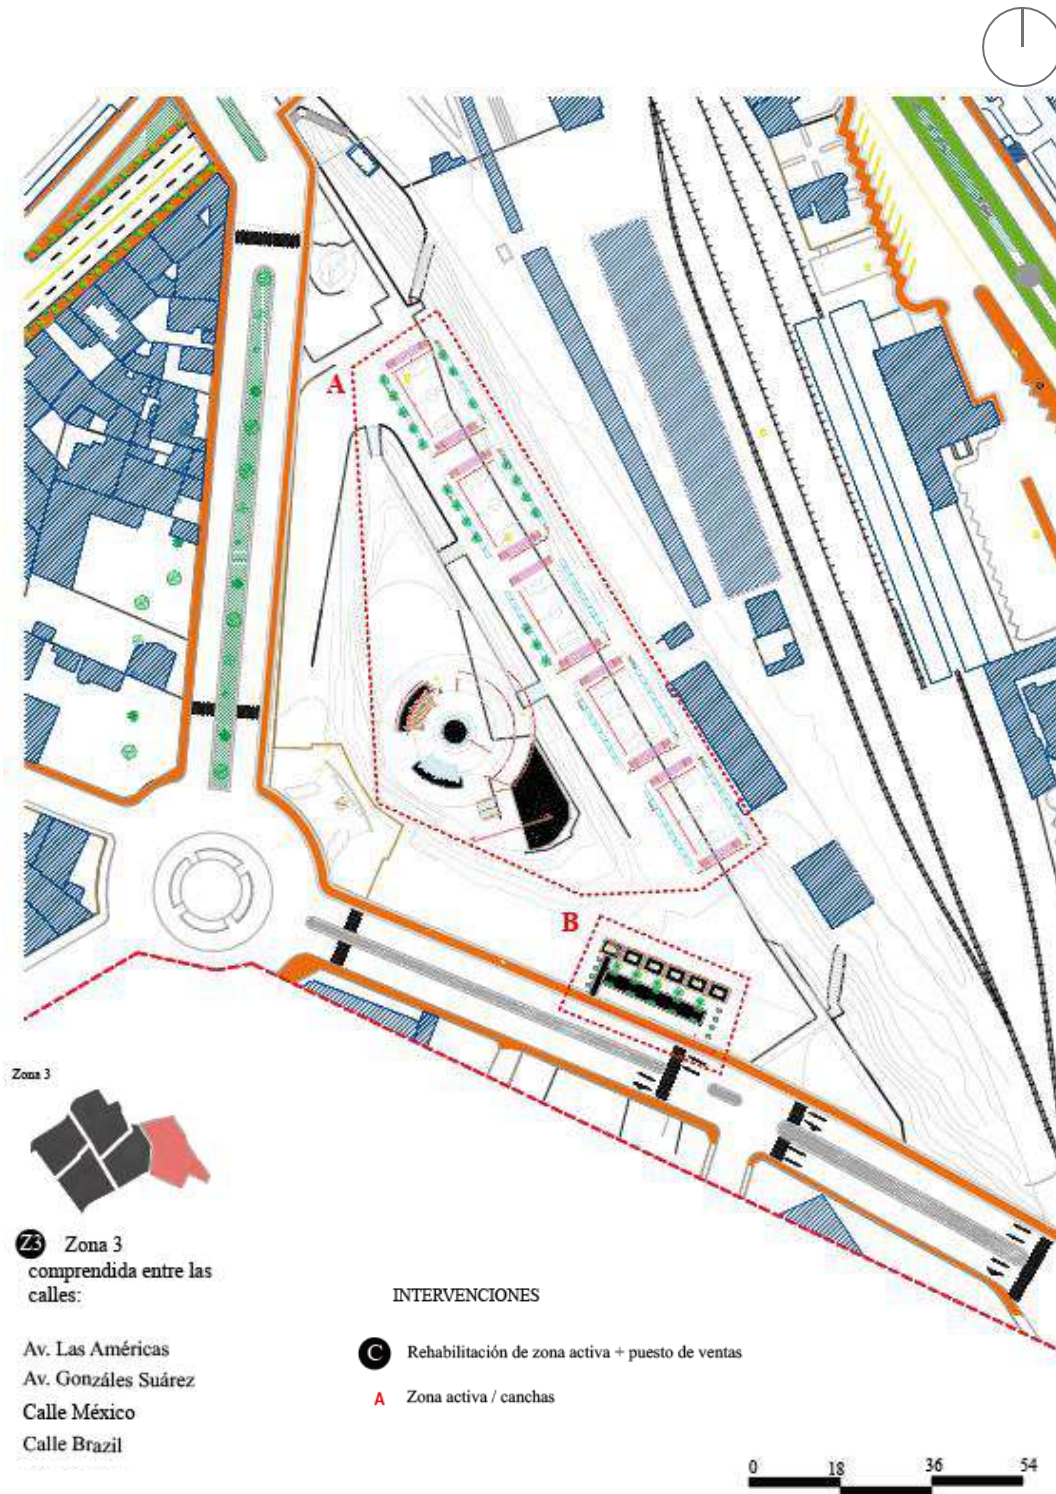 A
B
Zona 3
Z3 Zona 3
comprendida entre las
calles:
Av. Las Américas
Av. Gonzáles Suárez
Calle México
Calle Brazil
INTERVENCIONES
C Rehabilitación de zona activa + puesto de ventas
A Zona activa / canchas
0 18 36 54